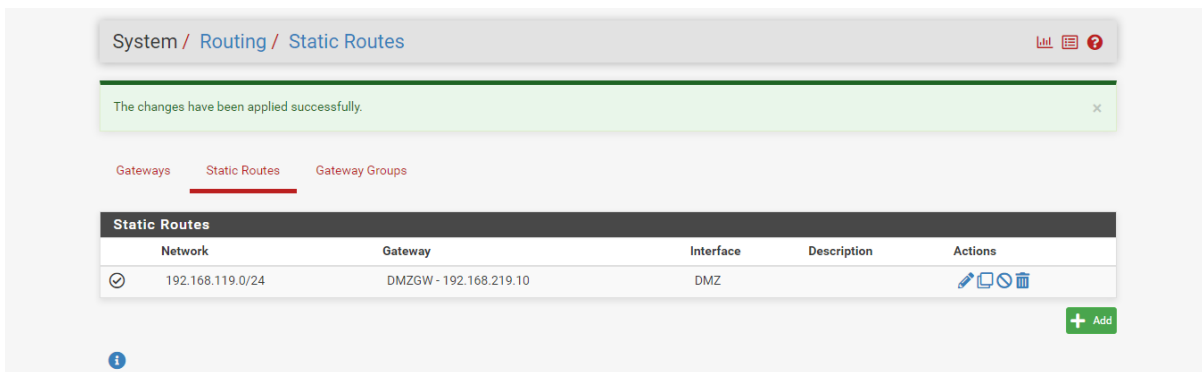 System / Routing / Static Routes
The changes have been applied successfully. ×
Gateways Static Routes Gateway Groups
Static Routes
Network Gateway Interface Description Actions
192.168.119.0/24 DMZGW - 192.168.219.10 DMZ
Add